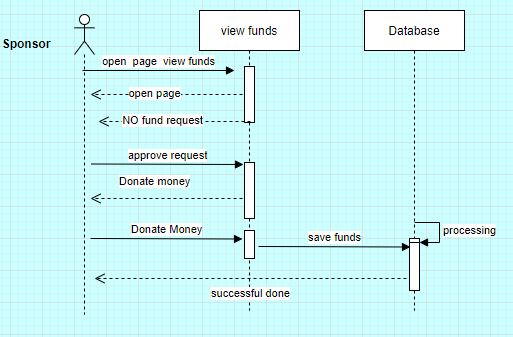 Sponsor
view funds
Database
open page view funds
open page
NO fund request
approve request
Donate money
Donate Money
save funds
processing
successful done